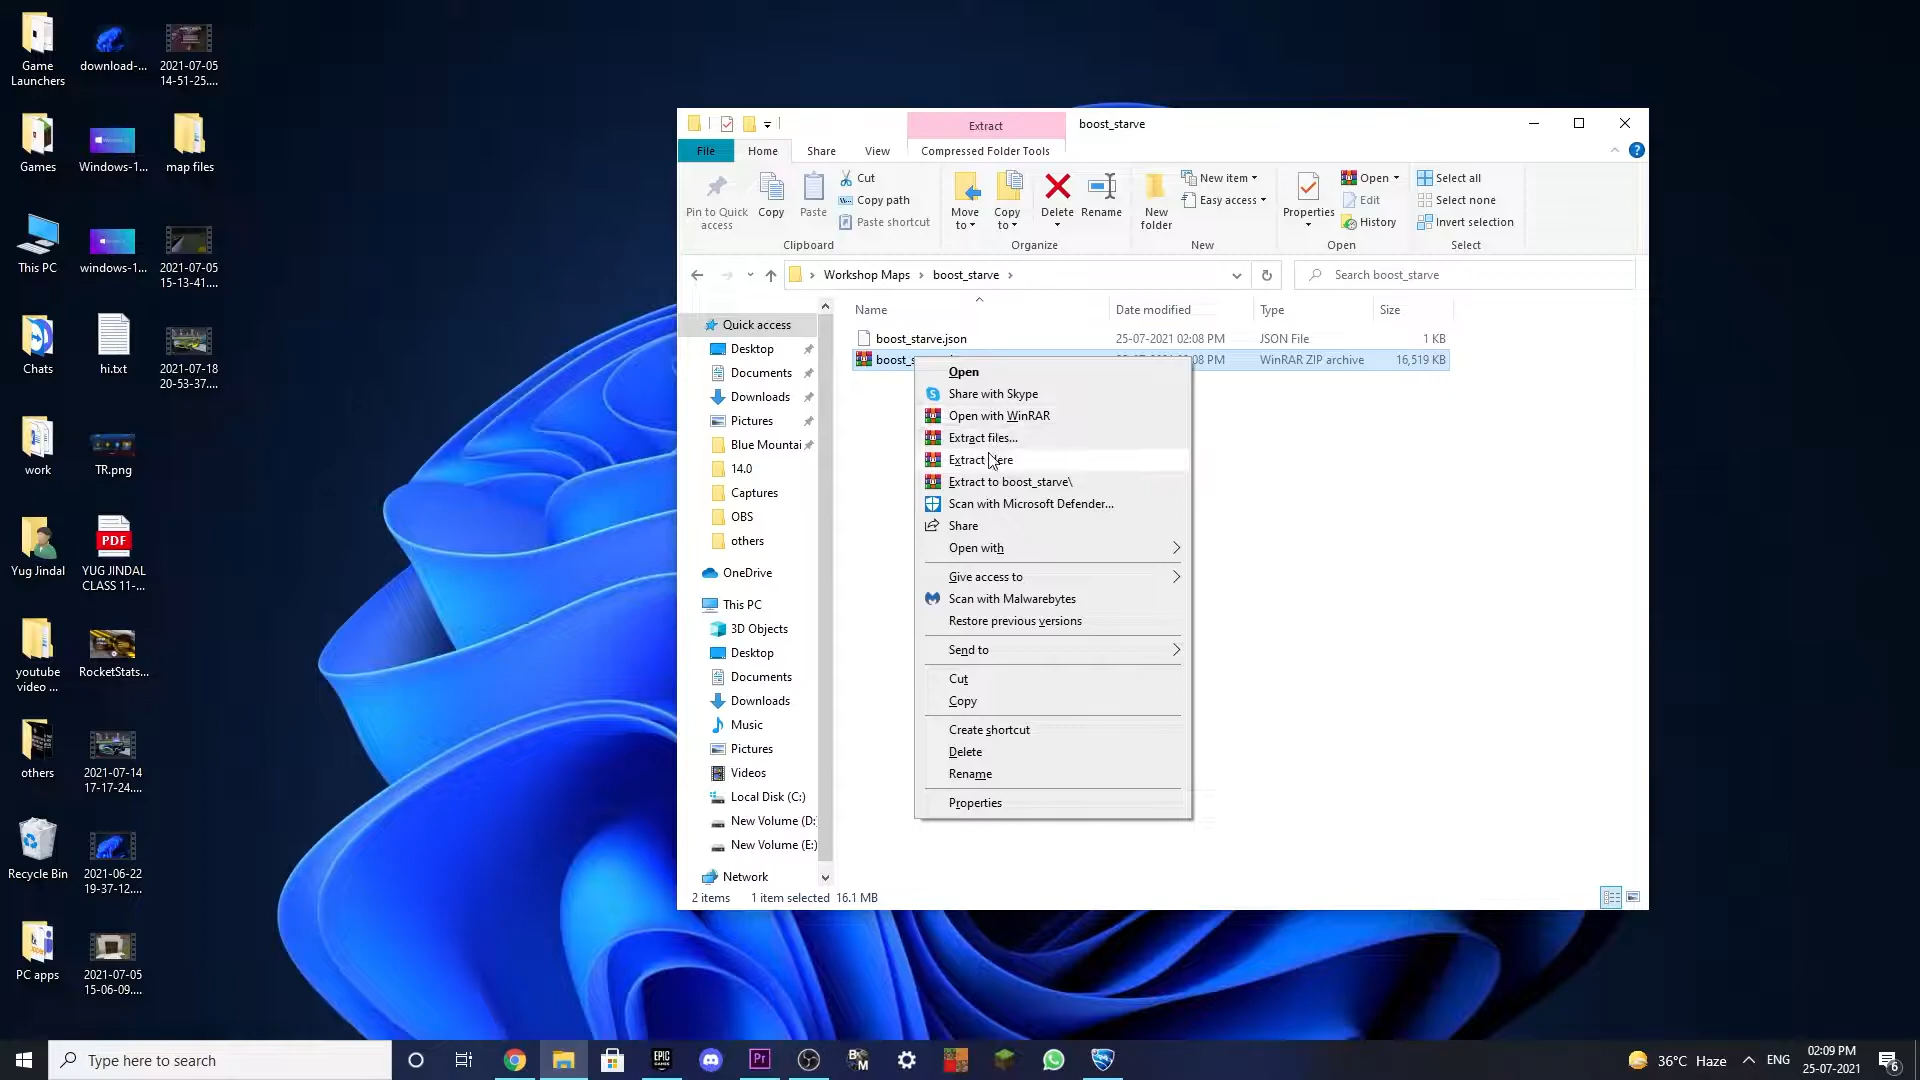 Game
Launchers
download-...
2021-07-05
14-51-25....
Games
Windows-1...
map files
This PC
windows-1...
2021-07-05
15-13-41....
Chats
hi.txt
2021-07-18
20-53-37....
work
TR.png
PDF
Yug Jindal
YUG JINDAL
CLASS 11-...
youtube
video ...
RocketStats...
others
2021-07-14
17-17-24....
Recycle Bin
2021-06-22
19-37-12....
PC apps
2021-07-05
15-06-09....
Extract
boost_starve
File
Home
Share
View
Compressed Folder Tools
Pin to Quick
access
Copy
Paste
Cut
Copy path
Paste shortcut
Clipboard
Move
to
Copy
to
Delete
Rename
Organize
New
folder
New item
Easy access
New
Properties
Open
Edit
History
Open
Select all
Select none
Invert selection
Select
Workshop Maps
boost_starve
Search boost_starve
Name
Date modified
Type
Size
boost_starve.json
25-07-2021 02:08 PM
JSON File
1 KB
WinRAR ZIP archive
16,519 KB
Quick access
Desktop
Documents
Downloads
Pictures
Blue Mountai
14.0
Captures
OBS
others
OneDrive
This PC
3D Objects
Desktop
Documents
Downloads
Music
Pictures
Videos
Local Disk (C:)
New Volume (D:
New Volume (E:)
Network
Open
Share with Skype
Open with WinRAR
Extract files...
Extract Here
Extract to boost_starve\
Scan with Microsoft Defender...
Share
Open with
Give access to
Scan with Malwarebytes
Restore previous versions
Send to
Cut
Copy
Create shortcut
Delete
Rename
Properties
2 items
1 item selected 16.1 MB
Type here to search
EPIC
GAMES
Pr
36°C Haze
ENG
02:09 PM
25-07-2021
6